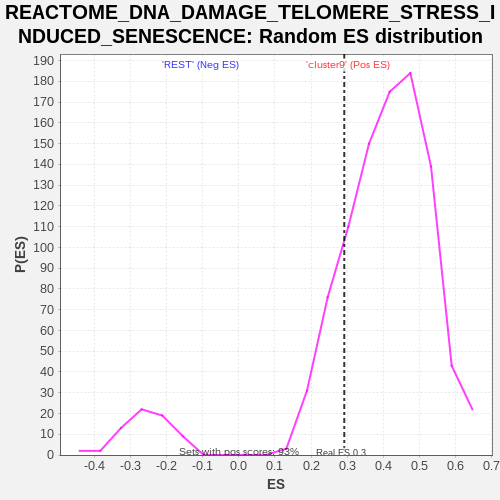 REACTOME_DNA_DAMAGE_TELOMERE_STRESS_I
NDUCED_SENESCENCE: Random ES distribution
'REST' (Neg ES)
'cluster9' (Pos ES)
P(ES)
190
180
170
160
150
140
130
120
110
100
90
80
70
60
50
40
30
20
10
0
Sets with pos scores: 93%
Real ES 0.3
-0.4 -0.3 -0.2 -0.1 0.0 0.1 0.2 0.3 0.4 0.5 0.6 0.7
ES